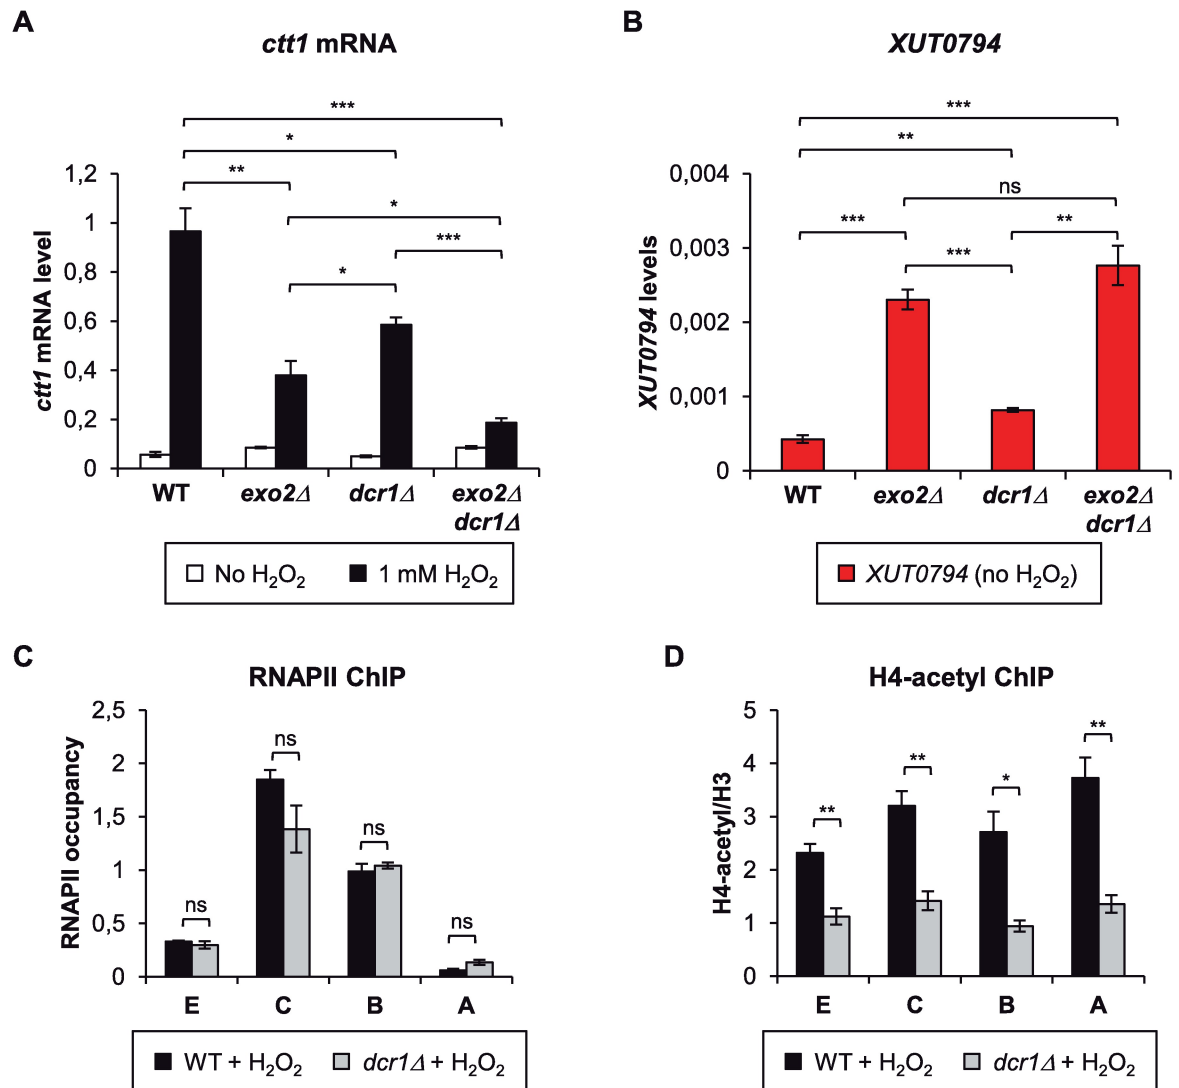 A
ctt1 mRNA
***
*
**
*
***
*
ctt1 mRNA level
1,2
1
0,8
0,6
0,4
0,2
0
WT
exo2Δ
dcr1Δ
exo2Δ
dcr1Δ
No H₂O₂
1 mM H₂O₂
B
XUT0794
***
**
ns
***
**
***
XUT0794 levels
0,004
0,003
0,002
0,001
0
WT
exo2Δ
dcr1Δ
exo2Δ
dcr1Δ
XUT0794 (no H₂O₂)
C
RNAPII ChIP
RNAPII occupancy
2,5
2
1,5
1
0,5
0
ns
ns
ns
ns
E
C
B
A
WT + H₂O₂
dcr1Δ + H₂O₂
D
H4-acetyl ChIP
H4-acetyl/H3
5
4
3
2
1
0
**
**
*
**
E
C
B
A
WT + H₂O₂
dcr1Δ + H₂O₂